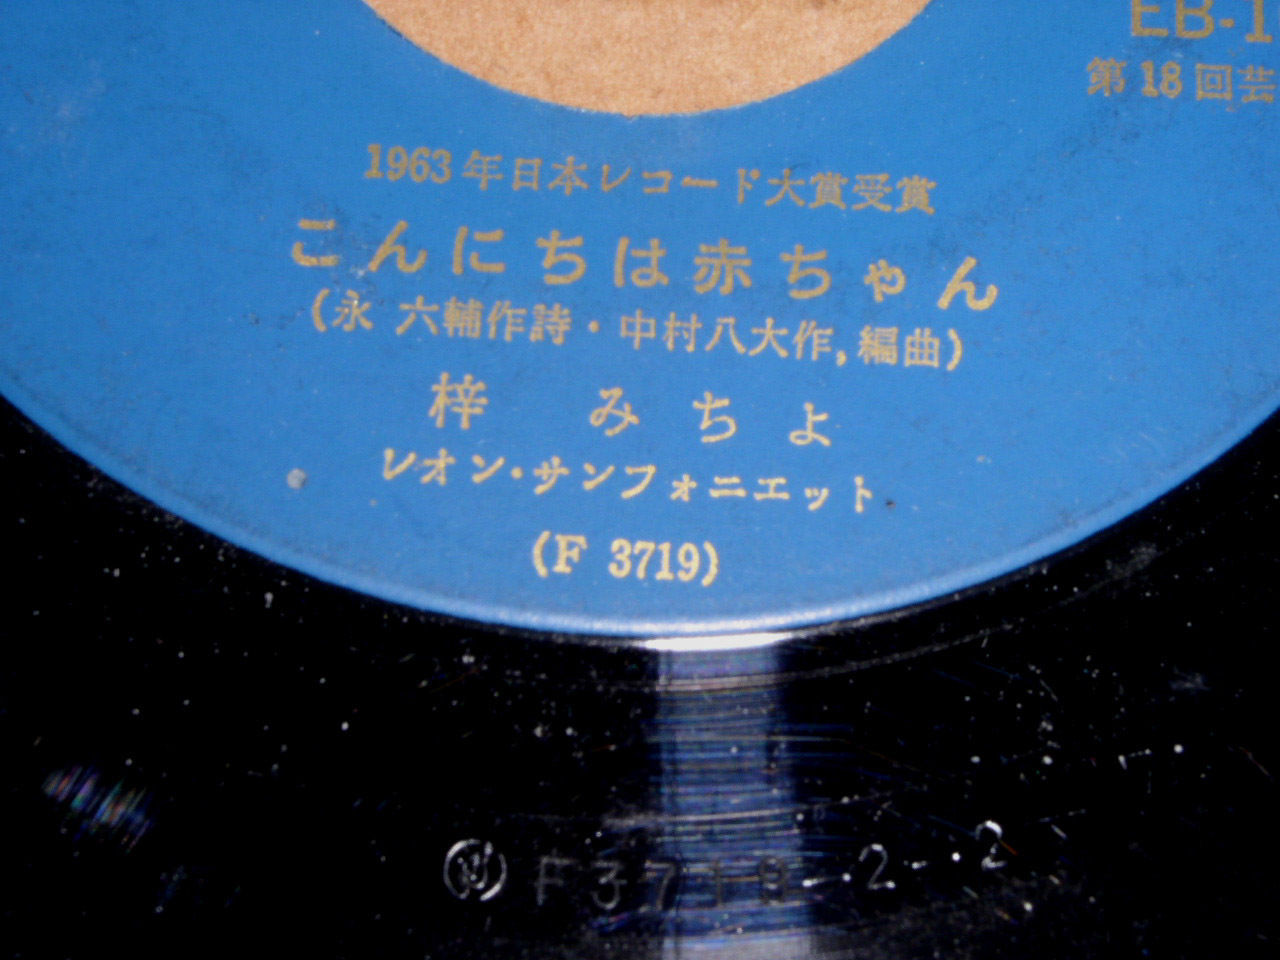 EB-1
第18回芸
1963年日本レコード大賞受賞
こんにちは赤ちゃん
(永 六輔作詩・中村八大作,編曲)
梓 みちよ
レオン・サンフォニエット
(F 3719)
F3719 2-2